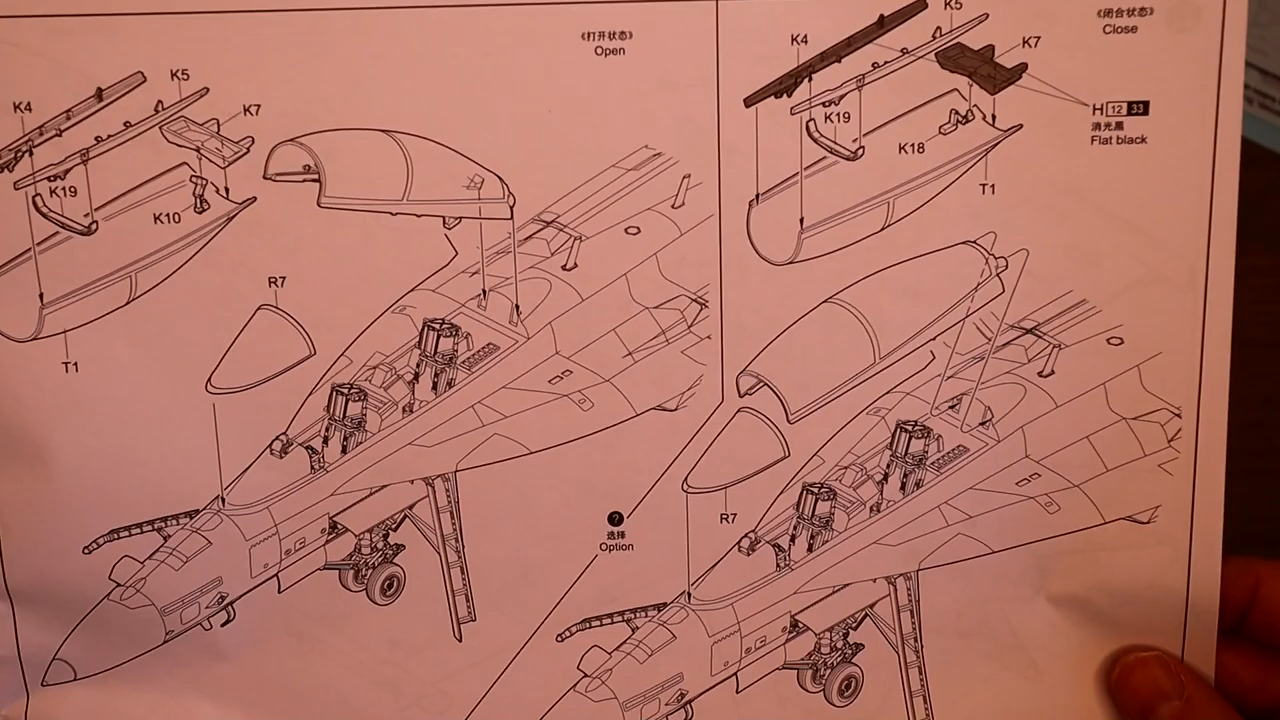 《打开状态》
Open
K5
K4
K7
K19
K10
R7
T1
《闭合状态》
Close
K5
K4
K7
H 12 33
消光黑
Flat black
K19
K18
T1
R7
?
选择
Option